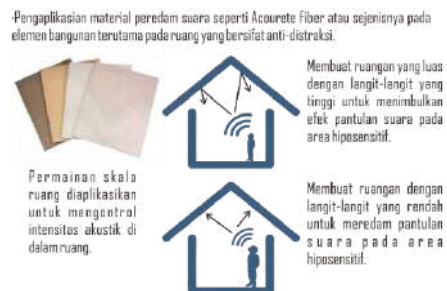 -Pengaplikasian material peredam suara seperti Acourete Fiber atau sejenisnya pada
elemen bangunan terutama pada ruang yang bersifat anti-distraksi.
Membuat ruangan yang luas
dengan langit-langit yang
tinggi untuk menimbulkan
efek pantulan suara pada
area hiposensitif.
Permainan skala
ruang diaplikasikan
untuk mengontrol
intensitas akustik di
dalam ruang.
Membuat ruangan dengan
langit-langit yang rendah
untuk meredam pantulan
suara pada area
hiposensitif.